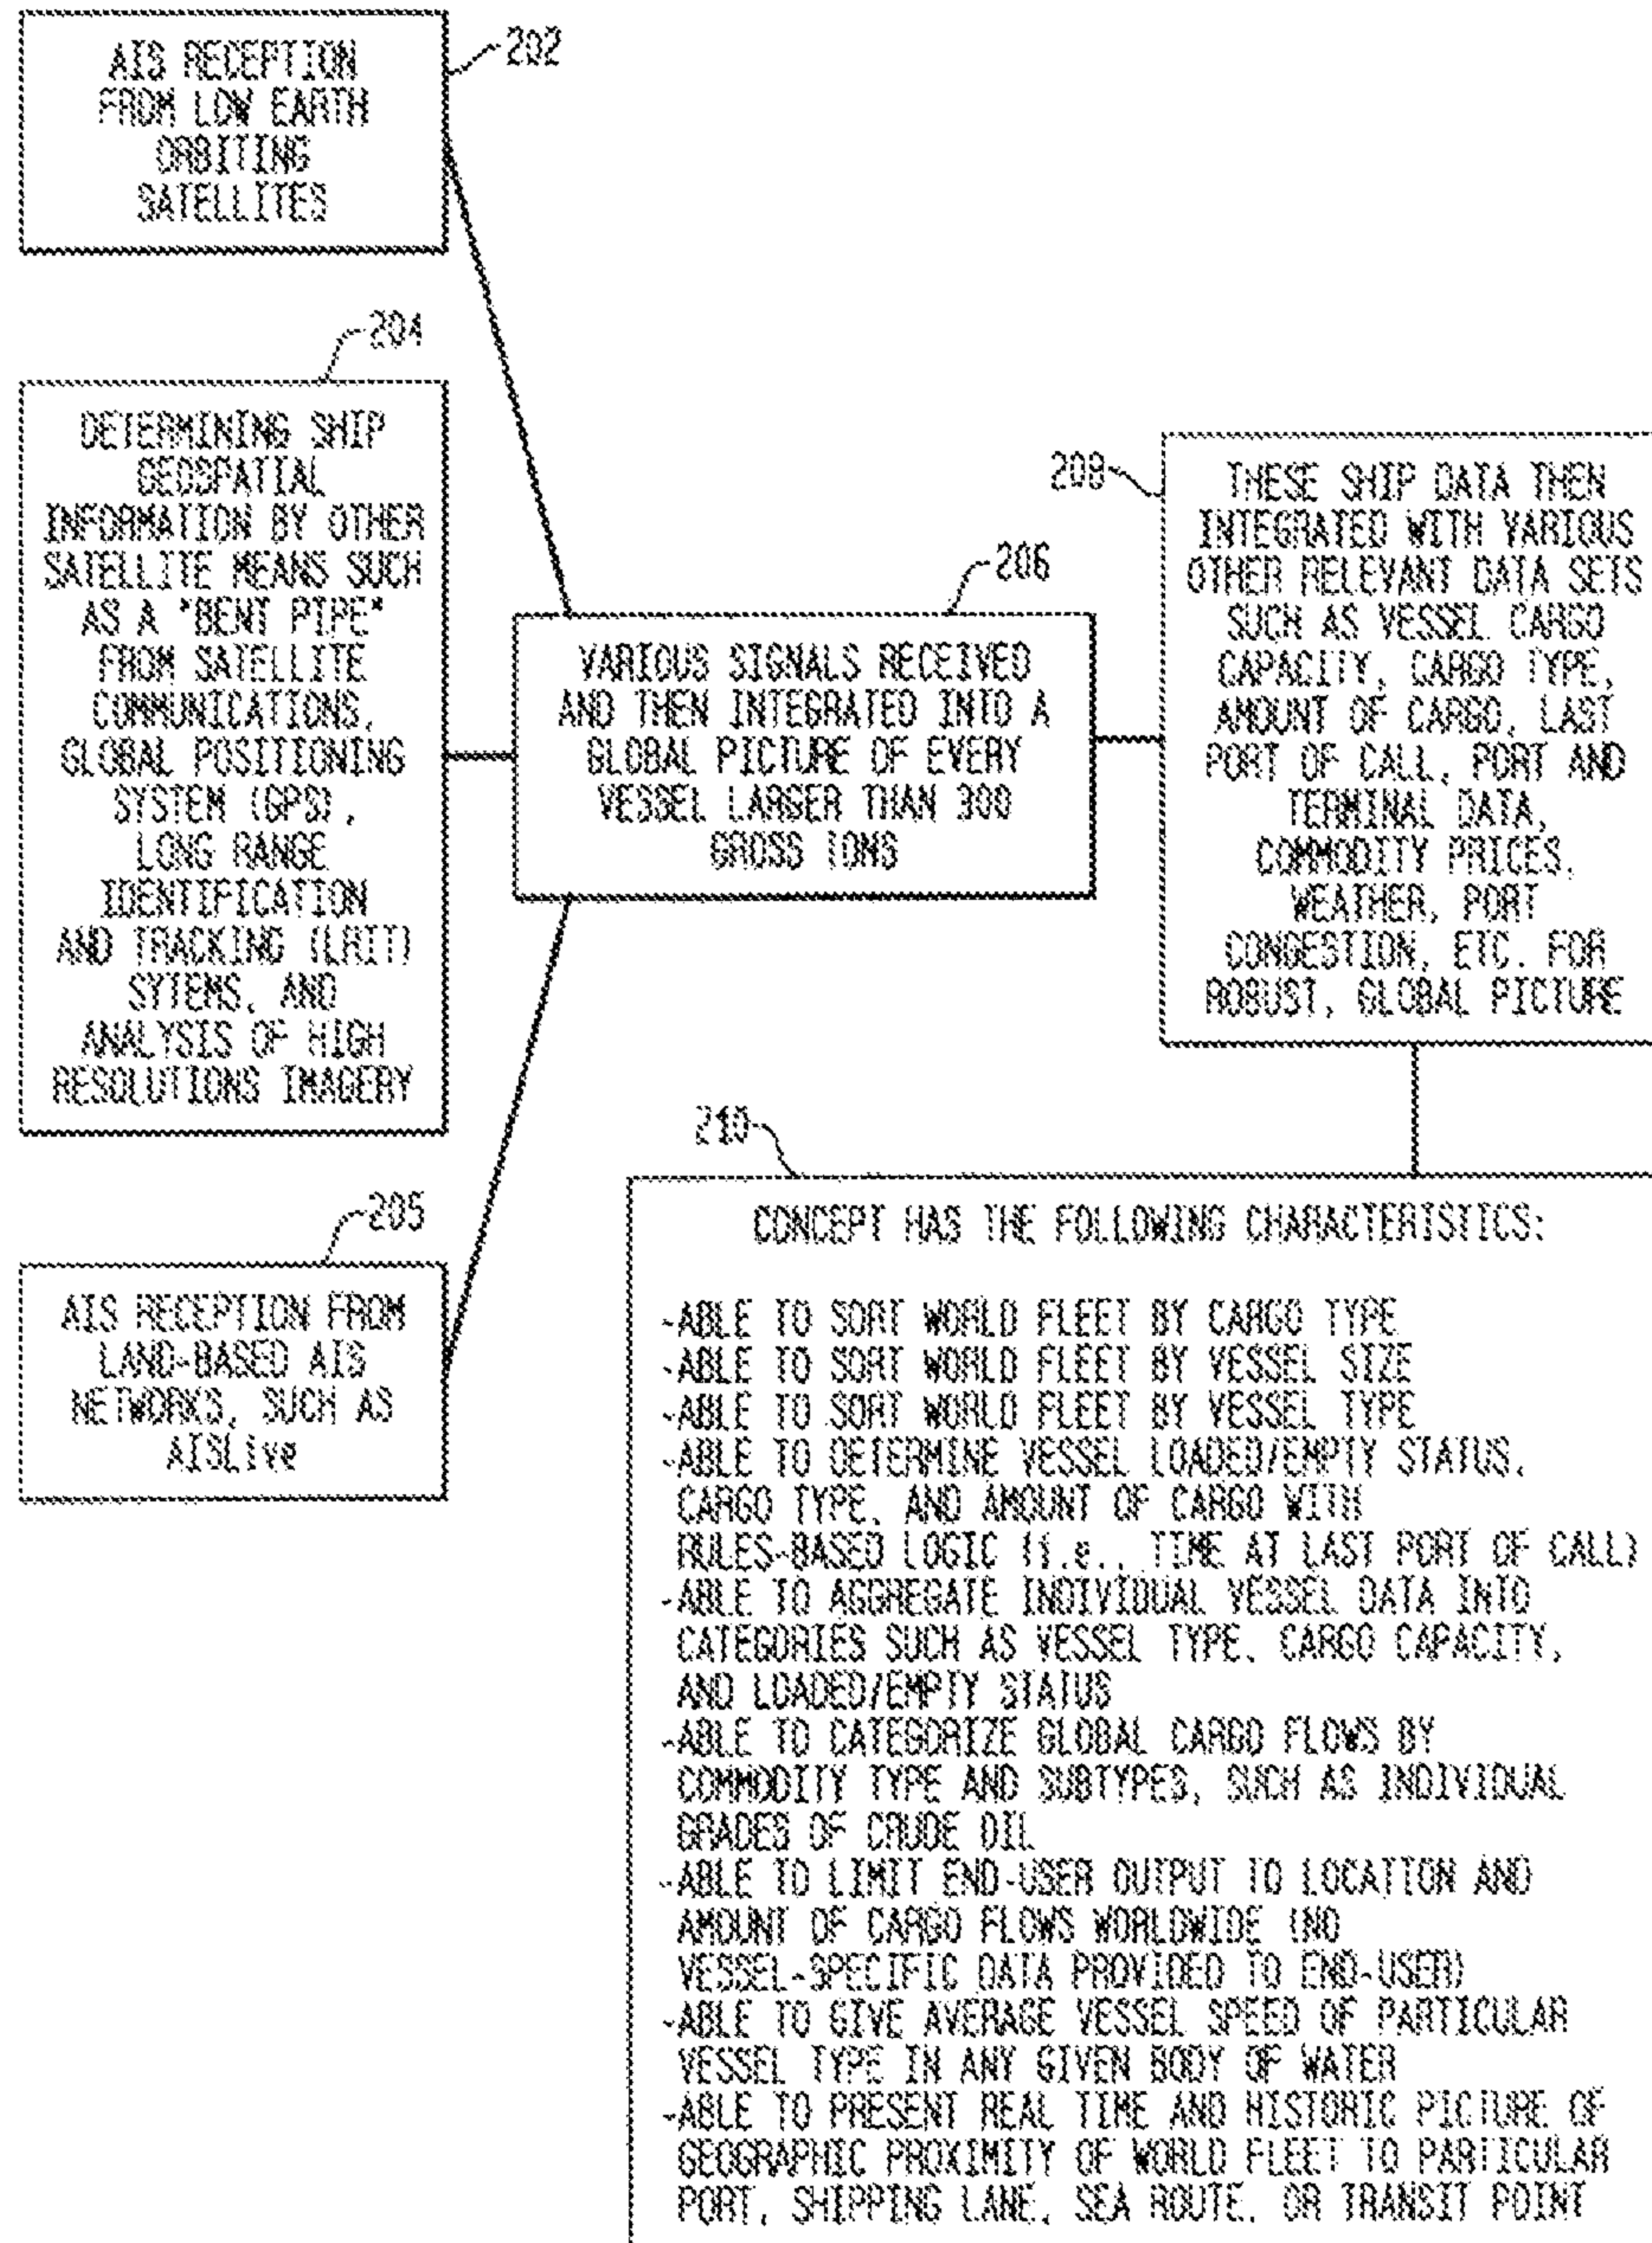 202
AIS RECEPTION
FROM LOW EARTH
ORBITING
SATELLITES
204
DETERMINING SHIP
GEOSPATIAL
INFORMATION BY OTHER
SATELLITE MEANS SUCH
AS A "BENT PIPE"
FROM SATELLITE
COMMUNICATIONS,
GLOBAL POSITIONING
SYSTEM (GPS),
LONG RANGE
IDENTIFICATION
AND TRACKING (LRIT)
SYTEMS, AND
ANALYSIS OF HIGH
RESOLUTIONS IMAGERY
205
AIS RECEPTION FROM
LAND-BASED AIS
NETWORKS, SUCH AS
AISLive
206
VARIOUS SIGNALS RECEIVED
AND THEN INTEGRATED INTO A
GLOBAL PICTURE OF EVERY
VESSEL LARGER THAN 300
GROSS TONS
208
THESE SHIP DATA THEN
INTEGRATED WITH VARIOUS
OTHER RELEVANT DATA SETS
SUCH AS VESSEL CARGO
CAPACITY, CARGO TYPE,
AMOUNT OF CARGO, LAST
PORT OF CALL, PORT AND
TERMINAL DATA,
COMMODITY PRICES,
WEATHER, PORT
CONGESTION, ETC. FOR
ROBUST, GLOBAL PICTURE
210
CONCEPT HAS THE FOLLOWING CHARACTERISTICS:
-ABLE TO SORT WORLD FLEET BY CARGO TYPE
-ABLE TO SORT WORLD FLEET BY VESSEL SIZE
-ABLE TO SORT WORLD FLEET BY VESSEL TYPE
-ABLE TO DETERMINE VESSEL LOADED/EMPTY STATUS,
CARGO TYPE, AND AMOUNT OF CARGO WITH
RULES-BASED LOGIC (i.e., TIME AT LAST PORT OF CALL)
-ABLE TO AGGREGATE INDIVIDUAL VESSEL DATA INTO
CATEGORIES SUCH AS VESSEL TYPE, CARGO CAPACITY,
AND LOADED/EMPTY STATUS
-ABLE TO CATEGORIZE GLOBAL CARGO FLOWS BY
COMMODITY TYPE AND SUBTYPES, SUCH AS INDIVIDUAL
GRADES OF CRUDE OIL
-ABLE TO LIMIT END-USER OUTPUT TO LOCATION AND
AMOUNT OF CARGO FLOWS WORLDWIDE (NO
VESSEL-SPECIFIC DATA PROVIDED TO END-USER)
-ABLE TO GIVE AVERAGE VESSEL SPEED OF PARTICULAR
VESSEL TYPE IN ANY GIVEN BODY OF WATER
-ABLE TO PRESENT REAL TIME AND HISTORIC PICTURE OF
GEOGRAPHIC PROXIMITY OF WORLD FLEET TO PARTICULAR
PORT, SHIPPING LANE, SEA ROUTE, OR TRANSIT POINT